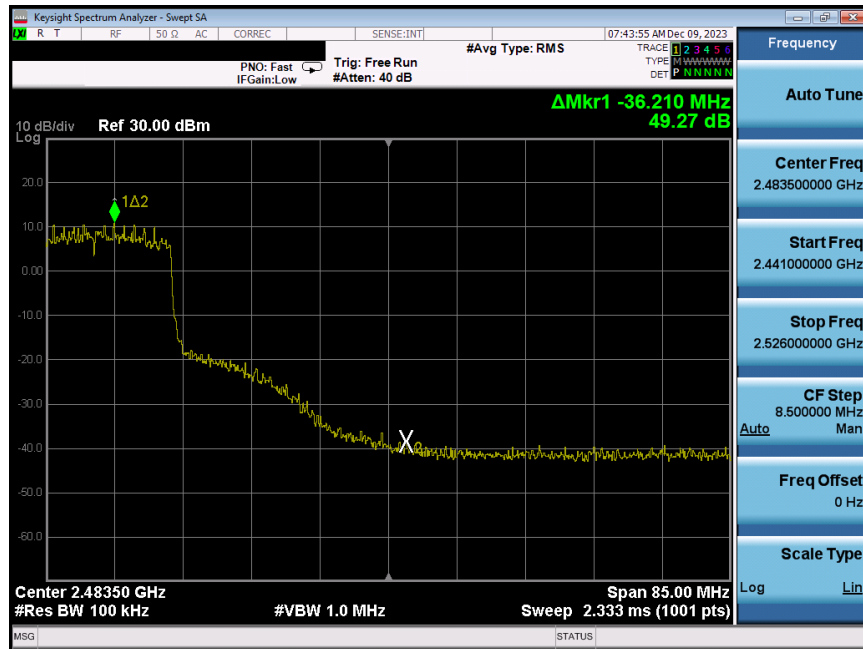 Keysight Spectrum Analyzer - Swept SA
LXI R T RF 50 Ω AC CORREC SENSE:INT 07:43:55 AM Dec 09, 2023
#Avg Type: RMS TRACE 1 2 3 4 5 6
PNO: Fast Trig: Free Run TYPE M WWWWW
IFGain:Low #Atten: 40 dB DET P N N N N N
ΔMkr1 -36.210 MHz
49.27 dB
10 dB/div Ref 30.00 dBm
Log
20.0
1Δ2
10.0
0.00
-10.0
-20.0
-30.0
-40.0
-50.0
-60.0
Center 2.48350 GHz Span 85.00 MHz
#Res BW 100 kHz #VBW 1.0 MHz Sweep 2.333 ms (1001 pts)
MSG STATUS
Frequency
Auto Tune
Center Freq
2.483500000 GHz
Start Freq
2.441000000 GHz
Stop Freq
2.526000000 GHz
CF Step
8.500000 MHz
Auto Man
Freq Offset
0 Hz
Scale Type
Log Lin